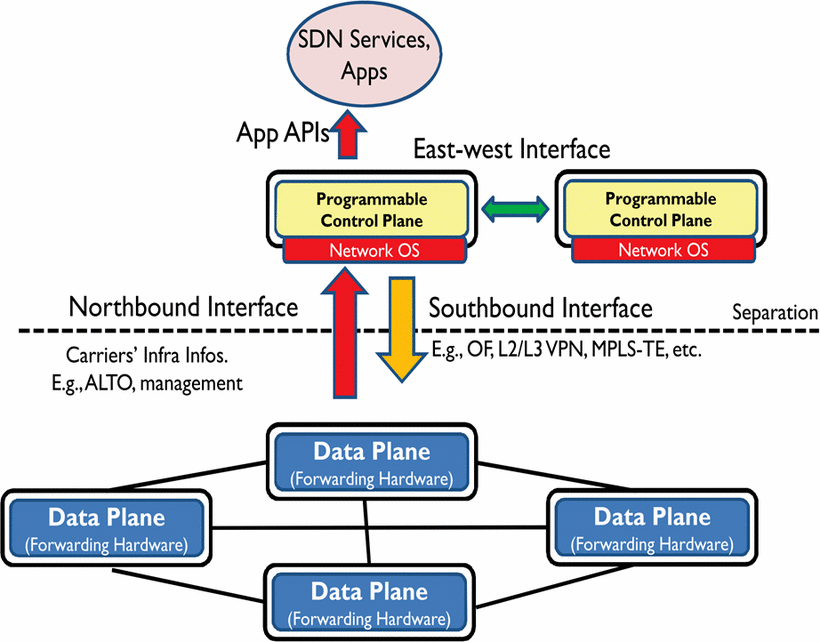 SDN Services,
Apps
App APIs
East-west Interface
Programmable
Control Plane
Network OS
Programmable
Control Plane
Network OS
Northbound Interface
Southbound Interface
Separation
Carriers' Infra Infos.
E.g., ALTO, management
E.g., OF, L2/L3 VPN, MPLS-TE, etc.
Data Plane
(Forwarding Hardware)
Data Plane
(Forwarding Hardware)
Data Plane
(Forwarding Hardware)
Data Plane
(Forwarding Hardware)